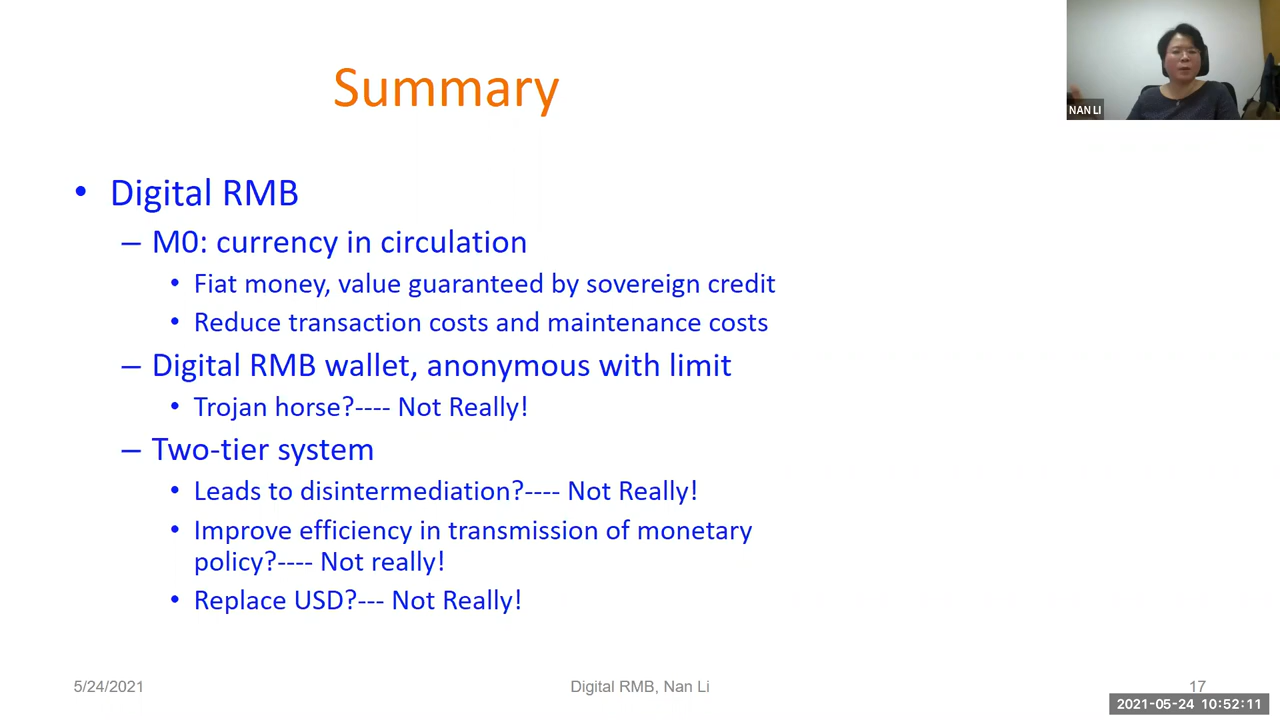 Summary
NAN LI
• Digital RMB
– M0: currency in circulation
• Fiat money, value guaranteed by sovereign credit
• Reduce transaction costs and maintenance costs
– Digital RMB wallet, anonymous with limit
• Trojan horse?---- Not Really!
– Two-tier system
• Leads to disintermediation?---- Not Really!
• Improve efficiency in transmission of monetary
policy?---- Not really!
• Replace USD?--- Not Really!
5/24/2021
Digital RMB, Nan Li
17
2021-05-24 10:52:11